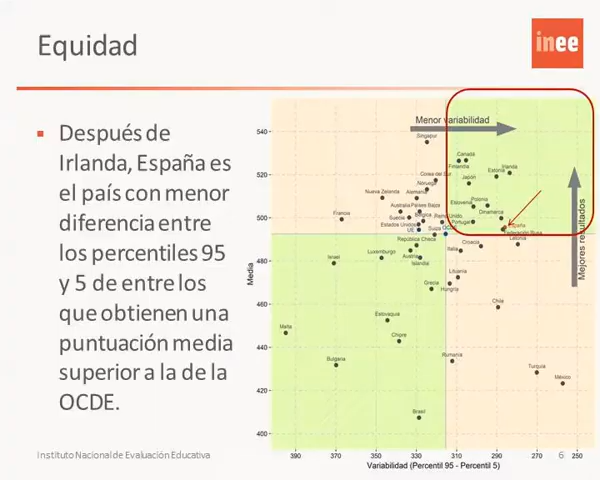 Equidad
inee
Después de
Irlanda, España es
el país con menor
diferencia entre
los percentiles 95
y 5 de entre los
que obtienen una
puntuación media
superior a la de la
OCDE.
Menor variabilidad
Singapur
Canadá
Finlandia
Irlanda
Estonia
Corea del Sur
Japón
Noruega
Nueva Zelanda
Alemania
Eslovenia
Polonia
Australia
Países Bajos
Dinamarca
Francia
Suecia
Bélgica
Reino Unido
Portugal
España
Estados Unidos
UE
Suiza
OCDE
Federación Rusa
República Checa
Croacia
Letonia
Luxemburgo
Austria
Italia
Israel
Islandia
Lituania
Hungría
Chile
Eslovaquia
Malta
Chipre
Bulgaria
Rumanía
Turquía
México
Brasil
Mejores resultados
Media
540
520
500
480
460
440
420
400
390
370
350
330
310
290
270
250
Variabilidad (Percentil 95 - Percentil 5)
Instituto Nacional de Evaluación Educativa
6